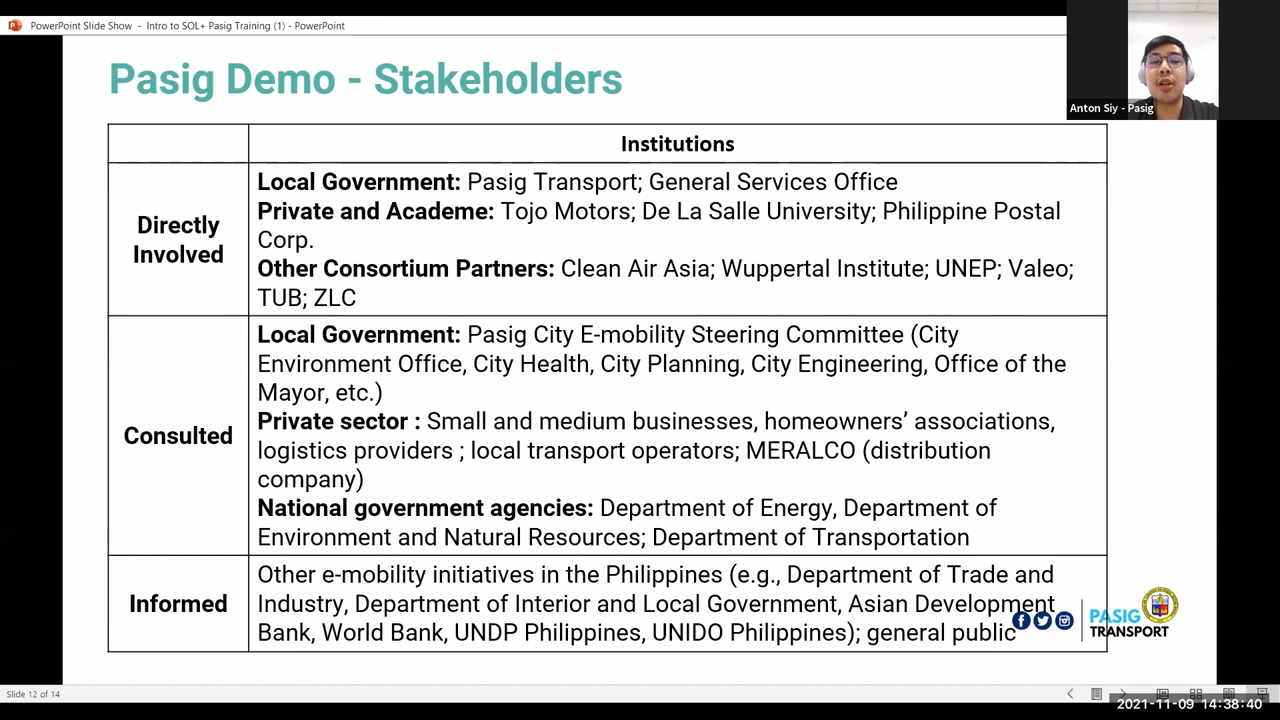 PowerPoint Slide Show - Intro to SOL+ Pasig Training (1) - PowerPoint
Anton Siy - Pasig
Pasig Demo - Stakeholders
Institutions
Directly
Involved
Local Government: Pasig Transport; General Services Office
Private and Academe: Tojo Motors; De La Salle University; Philippine Postal
Corp.
Other Consortium Partners: Clean Air Asia; Wuppertal Institute; UNEP; Valeo;
TUB; ZLC
Consulted
Local Government: Pasig City E-mobility Steering Committee (City
Environment Office, City Health, City Planning, City Engineering, Office of the
Mayor, etc.)
Private sector : Small and medium businesses, homeowners’ associations,
logistics providers ; local transport operators; MERALCO (distribution
company)
National government agencies: Department of Energy, Department of
Environment and Natural Resources; Department of Transportation
Informed
Other e-mobility initiatives in the Philippines (e.g., Department of Trade and
Industry, Department of Interior and Local Government, Asian Development
Bank, World Bank, UNDP Philippines, UNIDO Philippines); general public
PASIG
TRANSPORT
Slide 12 of 14
2021-11-09 14:38:40